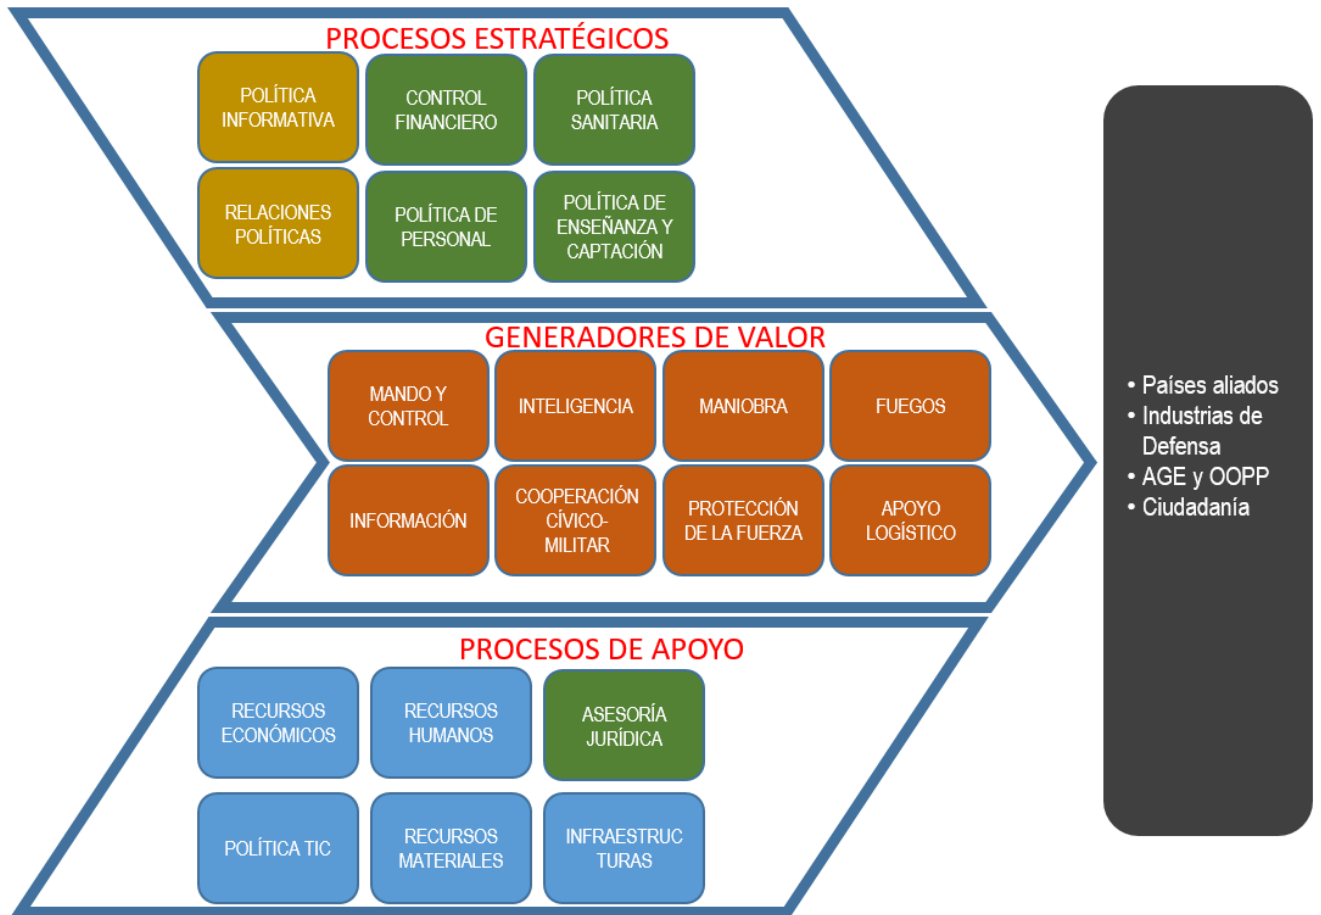 PROCESOS ESTRATÉGICOS
POLÍTICA
INFORMATIVA
CONTROL
FINANCIERO
POLÍTICA
SANITARIA
RELACIONES
POLÍTICAS
POLÍTICA DE
PERSONAL
POLÍTICA DE
ENSEÑANZA Y
CAPTACIÓN
GENERADORES DE VALOR
MANDO Y
CONTROL
INTELIGENCIA
MANIOBRA
FUEGOS
INFORMACIÓN
COOPERACIÓN
CÍVICO-
MILITAR
PROTECCIÓN
DE LA FUERZA
APOYO
LOGÍSTICO
PROCESOS DE APOYO
RECURSOS
ECONÓMICOS
RECURSOS
HUMANOS
ASESORÍA
JURÍDICA
POLÍTICA TIC
RECURSOS
MATERIALES
INFRAESTRUC
TURAS
• Países aliados
• Industrias de
Defensa
• AGE y OOPP
• Ciudadanía